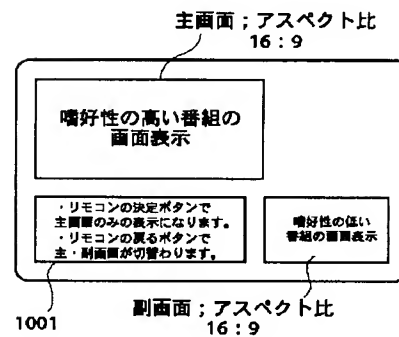 主画面；アスペクト比
16：9
嗜好性の高い番組の
画面表示
・リモコンの決定ボタンで
主画面のみの表示になります。
・リモコンの戻るボタンで
主・副画面が切替わります。
嗜好性の低い
番組の画面表示
1001
副画面；アスペクト比
16：9